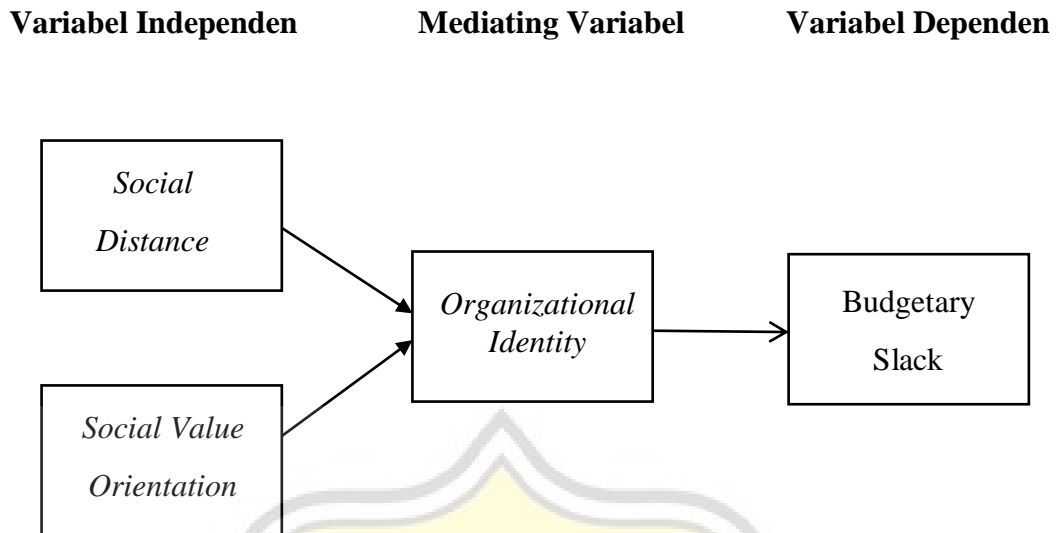 Variabel Independen Mediating Variabel Variabel Dependen
Social
Distance
Organizational
Identity
Budgetary
Slack
Social Value
Orientation